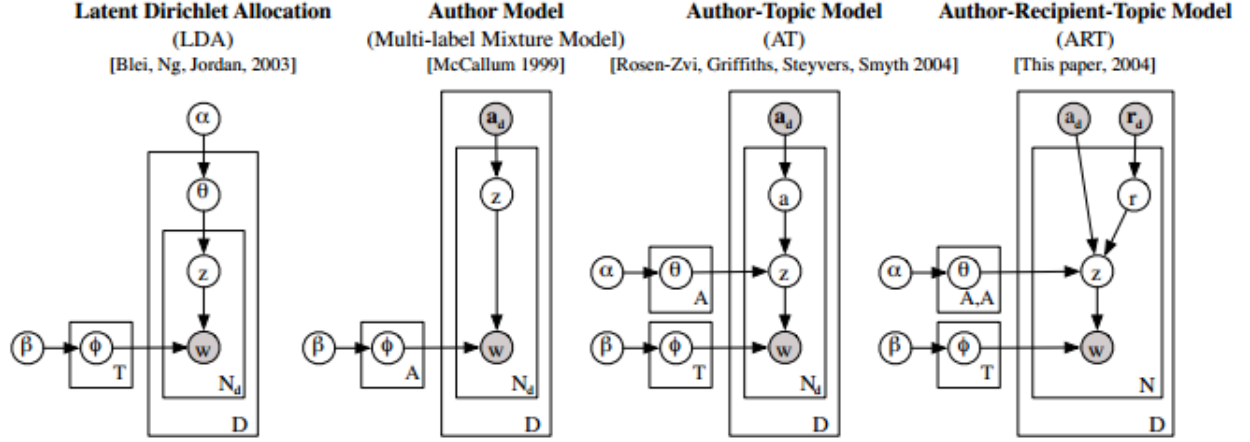 Latent Dirichlet Allocation
(LDA)
[Blei, Ng, Jordan, 2003]
α
θ
z
β
ϕ
T
w
N_d
D
Author Model
(Multi-label Mixture Model)
[McCallum 1999]
a_d
z
β
ϕ
A
w
N_d
D
Author-Topic Model
(AT)
[Rosen-Zvi, Griffiths, Steyvers, Smyth 2004]
a_d
a
α
θ
A
z
β
ϕ
T
w
N_d
D
Author-Recipient-Topic Model
(ART)
[This paper, 2004]
a_d
r_d
r
α
θ
A,A
z
β
ϕ
T
w
N
D